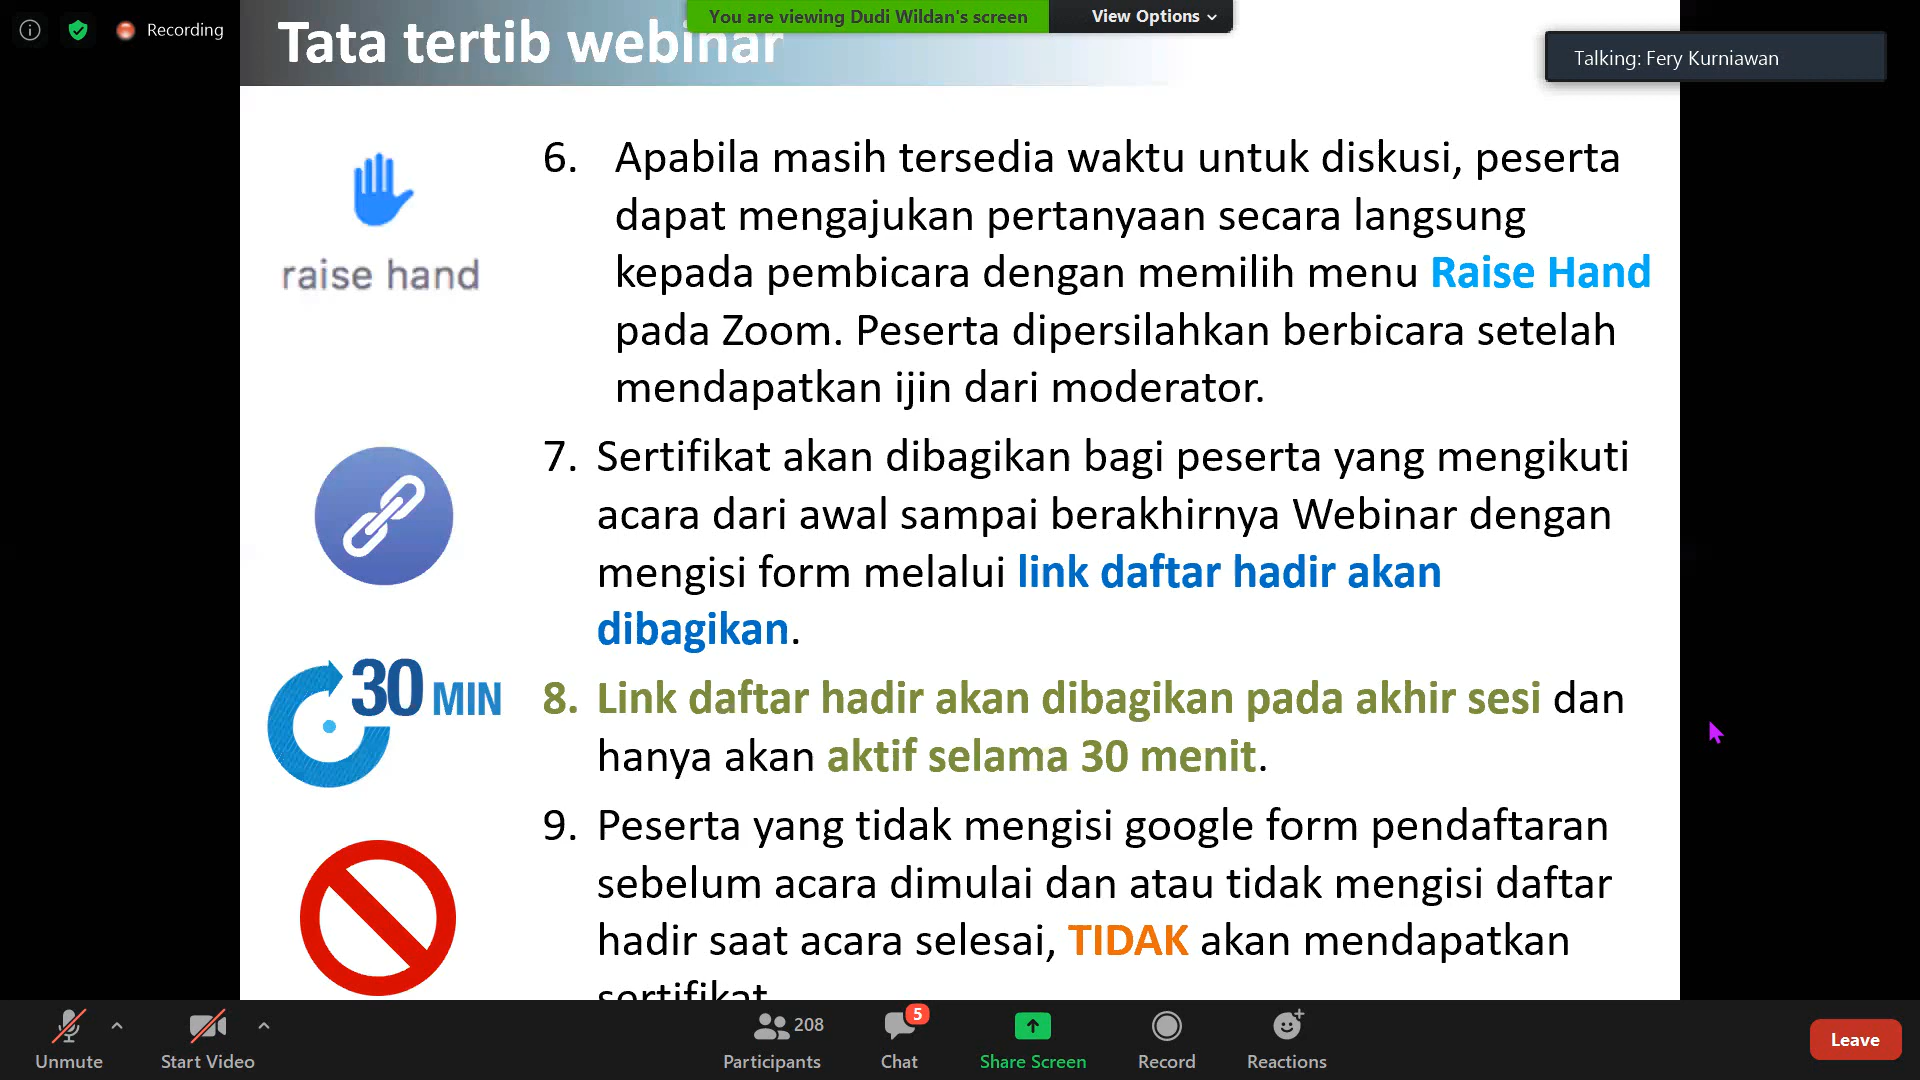 Recording
You are viewing Dudi Wildan's screen
View Options
Talking: Fery Kurniawan
Tata tertib webinar
raise hand
6. Apabila masih tersedia waktu untuk diskusi, peserta
dapat mengajukan pertanyaan secara langsung
kepada pembicara dengan memilih menu Raise Hand
pada Zoom. Peserta dipersilahkan berbicara setelah
mendapatkan ijin dari moderator.
7. Sertifikat akan dibagikan bagi peserta yang mengikuti
acara dari awal sampai berakhirnya Webinar dengan
mengisi form melalui link daftar hadir akan
dibagikan.
30 MIN
8. Link daftar hadir akan dibagikan pada akhir sesi dan
hanya akan aktif selama 30 menit.
9. Peserta yang tidak mengisi google form pendaftaran
sebelum acara dimulai dan atau tidak mengisi daftar
hadir saat acara selesai, TIDAK akan mendapatkan
sertifikat
Unmute
Start Video
208
Participants
5
Chat
Share Screen
Record
Reactions
Leave